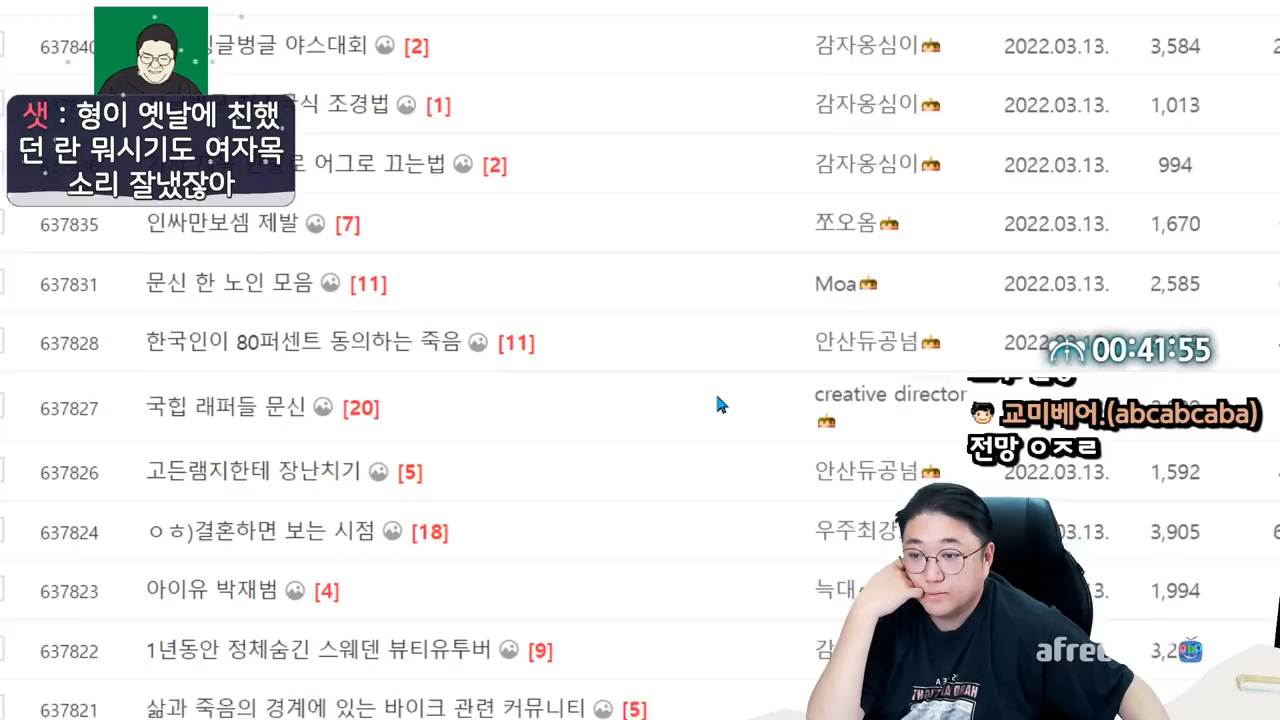 637840 싱글벙글 야스대회 [2] 감자옹심이 2022.03.13. 3,584
식 조경법 [1] 감자옹심이 2022.03.13. 1,013
어그로 끄는법 [2] 감자옹심이 2022.03.13. 994
샛 : 형이 옛날에 친했
던 란 뭐시기도 여자목
소리 잘냈잖아
637835 인싸만보셈 제발 [7] 쪼오옴 2022.03.13. 1,670
637831 문신 한 노인 모음 [11] Moa 2022.03.13. 2,585
637828 한국인이 80퍼센트 동의하는 죽음 [11] 안산듀공넘
00:41:55
637827 국힙 래퍼들 문신 [20] creative director
교미베어.(abcabcaba)
전망 ㅇㅈㄹ
637826 고든램지한테 장난치기 [5] 안산듀공넘 2022.03.13. 1,592
637824 ㅇㅎ)결혼하면 보는 시점 [18] 우주최강 03.13. 3,905
637823 아이유 박재범 [4] 늑대 1,994
637822 1년동안 정체숨긴 스웨덴 뷰티유투버 [9] 감
637821 삶과 죽음의 경계에 있는 바이크 관련 커뮤니티 [5]